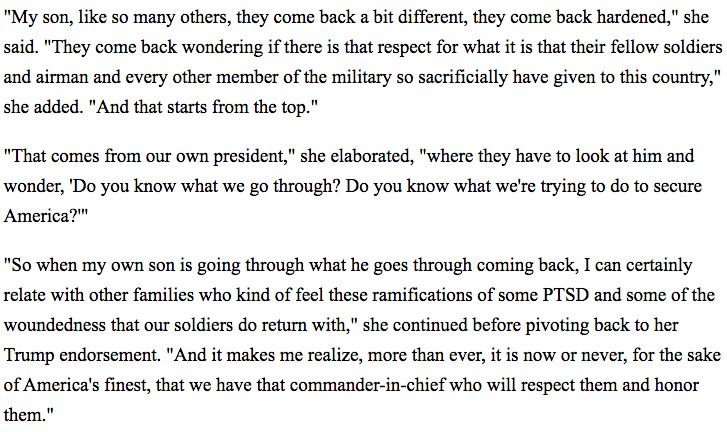 "My son, like so many others, they come back a bit different, they come back hardened," she
said. "They come back wondering if there is that respect for what it is that their fellow soldiers
and airman and every other member of the military so sacrificially have given to this country,"
she added. "And that starts from the top."
"That comes from our own president," she elaborated, "where they have to look at him and
wonder, 'Do you know what we go through? Do you know what we're trying to do to secure
America?'"
"So when my own son is going through what he goes through coming back, I can certainly
relate with other families who kind of feel these ramifications of some PTSD and some of the
woundedness that our soldiers do return with," she continued before pivoting back to her
Trump endorsement. "And it makes me realize, more than ever, it is now or never, for the sake
of America's finest, that we have that commander-in-chief who will respect them and honor
them."